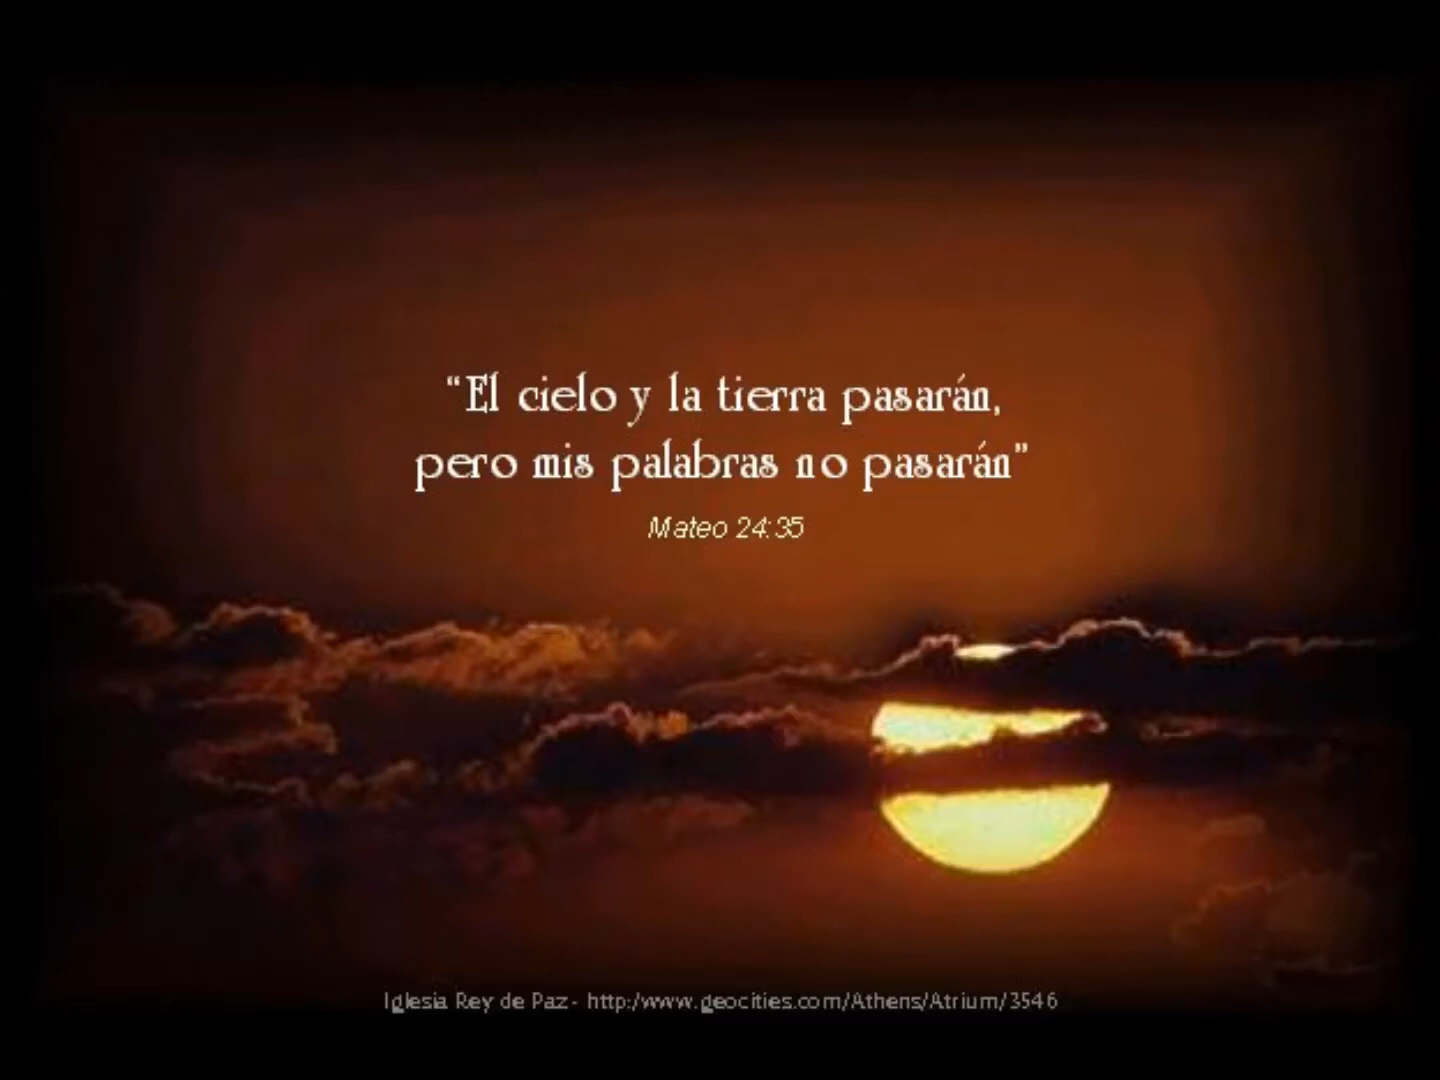 “El cielo y la tierra pasarán,
pero mis palabras no pasarán”
Mateo 24:35
Iglesia Rey de Paz - http:/www.geocities.com/Athens/Atrium/3546